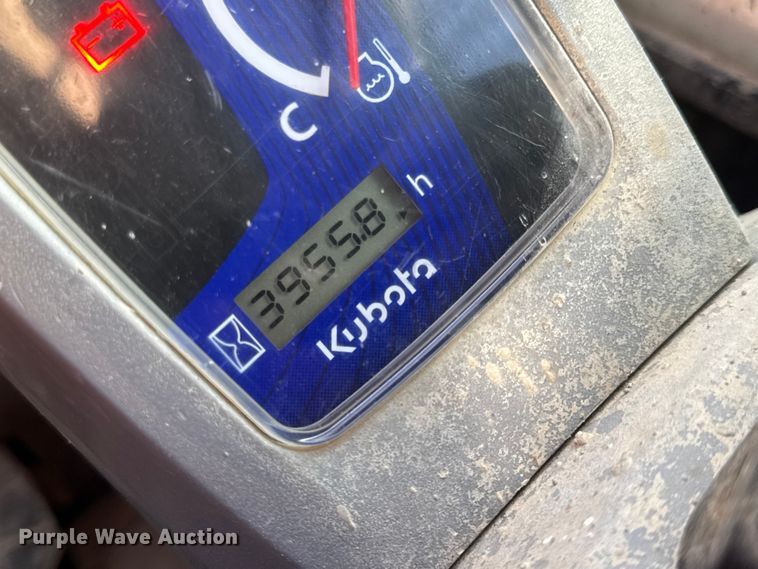 C
3955.8 h
Kubota
Purple Wave Auction